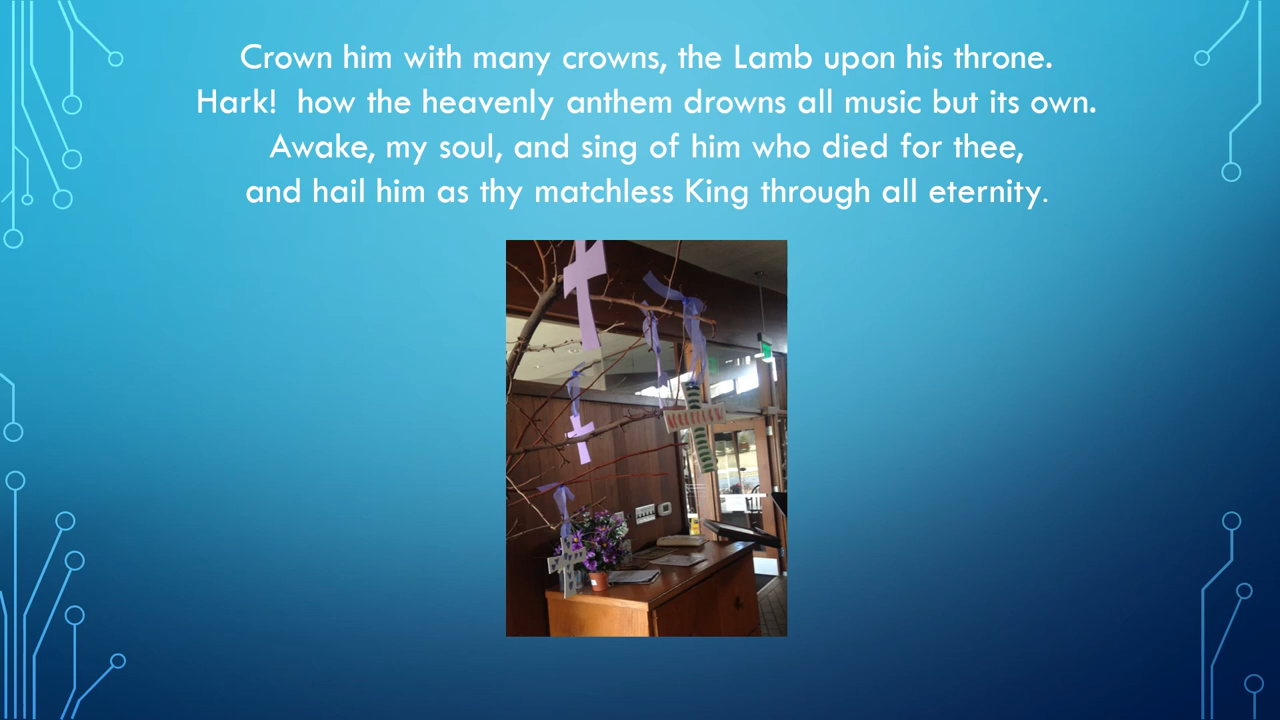 Crown him with many crowns, the Lamb upon his throne.
Hark!  how the heavenly anthem drowns all music but its own.
Awake, my soul, and sing of him who died for thee,
and hail him as thy matchless King through all eternity.